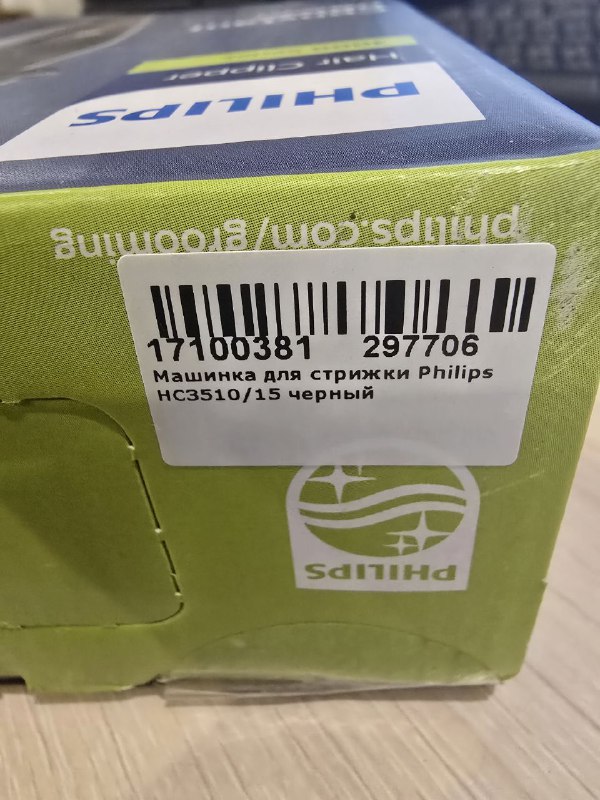 Hair Clipper
PHILIPS
philips.com/grooming
17100381 297706
Машинка для стрижки Philips
HC3510/15 черный
PHILIPS